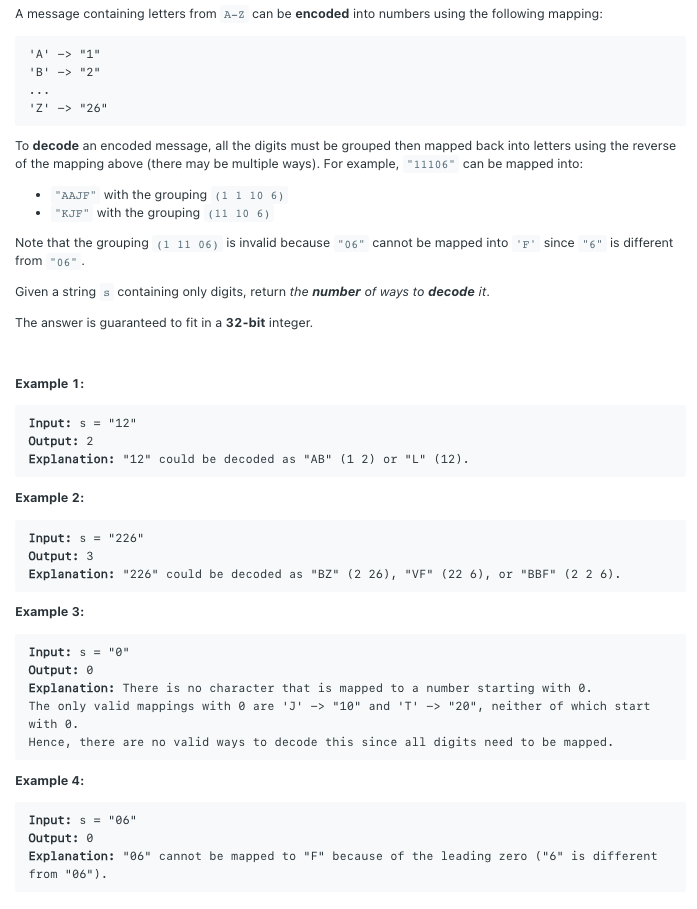 A message containing letters from A-Z can be encoded into numbers using the following mapping:
'A' -> "1"
'B' -> "2"
...
'Z' -> "26"
To decode an encoded message, all the digits must be grouped then mapped back into letters using the reverse
of the mapping above (there may be multiple ways). For example, "11106" can be mapped into:
• "AAJF" with the grouping (1 1 10 6)
• "KJF" with the grouping (11 10 6)
Note that the grouping (1 11 06) is invalid because "06" cannot be mapped into 'F' since "6" is different
from "06".
Given a string s containing only digits, return the number of ways to decode it.
The answer is guaranteed to fit in a 32-bit integer.
Example 1:
Input: s = "12"
Output: 2
Explanation: "12" could be decoded as "AB" (1 2) or "L" (12).
Example 2:
Input: s = "226"
Output: 3
Explanation: "226" could be decoded as "BZ" (2 26), "VF" (22 6), or "BBF" (2 2 6).
Example 3:
Input: s = "0"
Output: 0
Explanation: There is no character that is mapped to a number starting with 0.
The only valid mappings with 0 are 'J' -> "10" and 'T' -> "20", neither of which start
with 0.
Hence, there are no valid ways to decode this since all digits need to be mapped.
Example 4:
Input: s = "06"
Output: 0
Explanation: "06" cannot be mapped to "F" because of the leading zero ("6" is different
from "06").